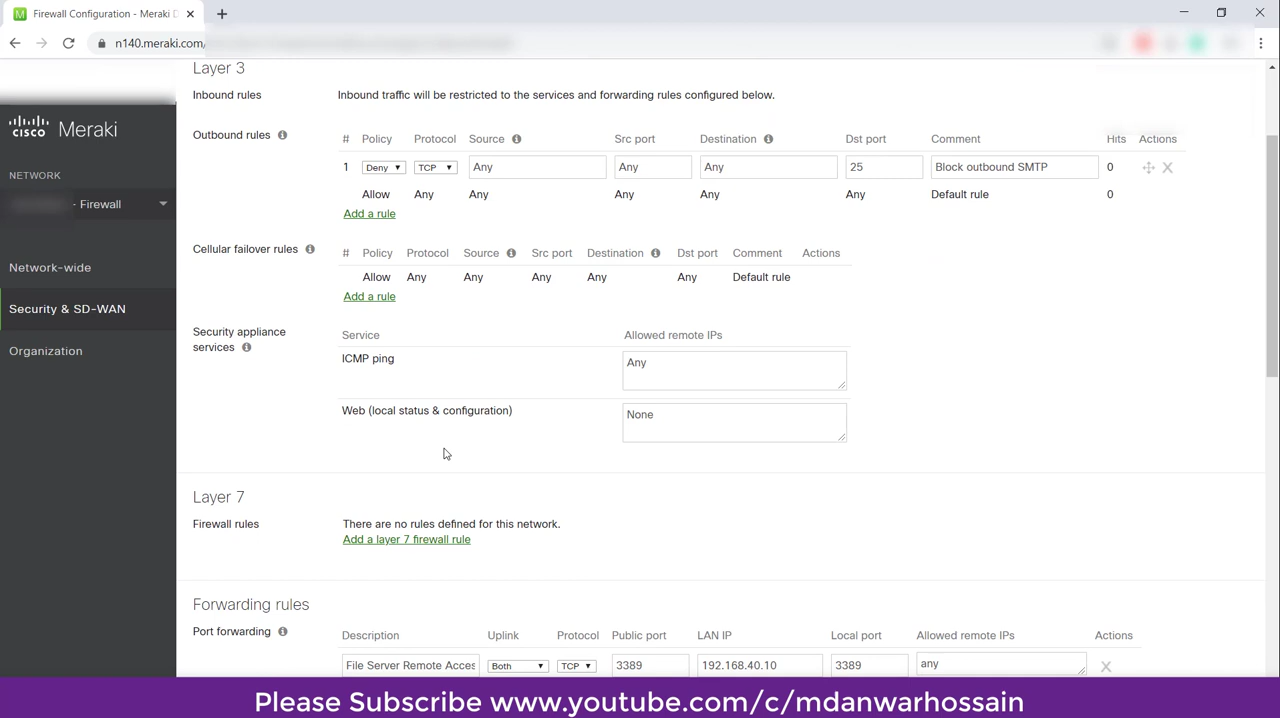 Firewall Configuration - Meraki D
n140.meraki.com/
CISCO Meraki
NETWORK
- Firewall
Network-wide
Security & SD-WAN
Organization
Layer 3
Inbound rules Inbound traffic will be restricted to the services and forwarding rules configured below.
Outbound rules # Policy Protocol Source Src port Destination Dst port Comment Hits Actions
1 Deny TCP Any Any Any 25 Block outbound SMTP 0
Allow Any Any Any Any Any Default rule 0
Add a rule
Cellular failover rules # Policy Protocol Source Src port Destination Dst port Comment Actions
Allow Any Any Any Any Any Default rule
Add a rule
Security appliance services Service Allowed remote IPs
ICMP ping Any
Web (local status & configuration) None
Layer 7
Firewall rules There are no rules defined for this network.
Add a layer 7 firewall rule
Forwarding rules
Port forwarding Description Uplink Protocol Public port LAN IP Local port Allowed remote IPs Actions
File Server Remote Acces Both TCP 3389 192.168.40.10 3389 any
Please Subscribe www.youtube.com/c/mdanwarhossain